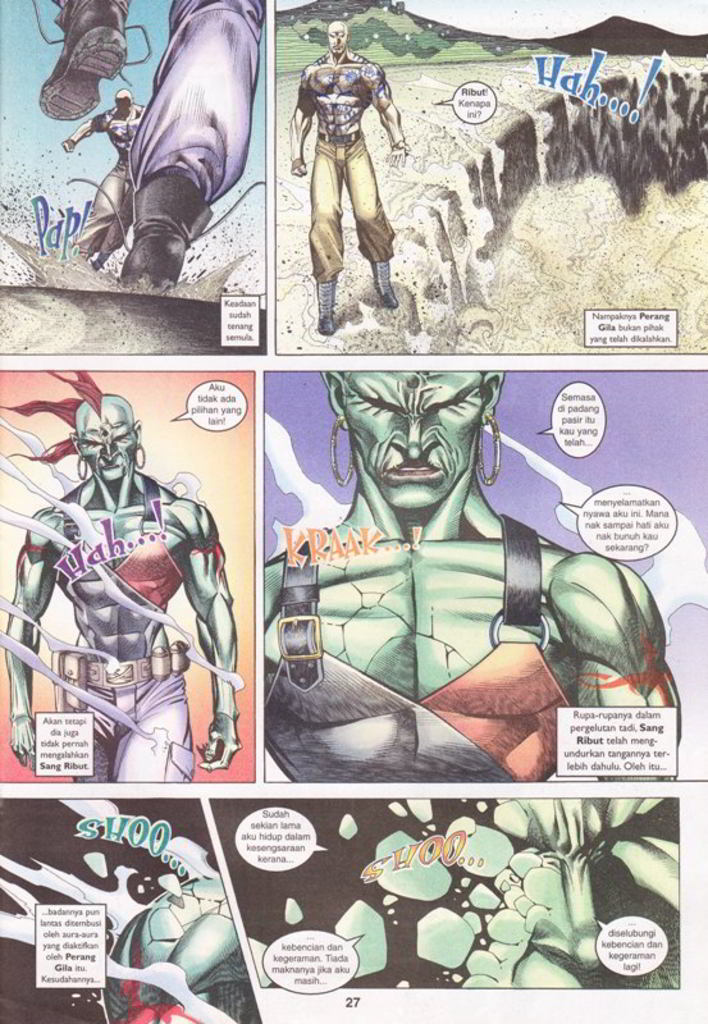 Pap!
Keadaan
sudah
tenang
semula.
Ribut!
Kenapa
ini?
Hah....!
Nampaknya Perang
Gila bukan pihak
yang telah dikalahkan.
Aku
tidak ada
pilihan yang
lain!
Hah...!
Akan tetapi
dia juga
tidak pernah
mengalahkan
Sang Ribut.
Semasa
di padang
pasir itu
kau yang
telah...
...
menyelamatkan
nyawa aku ini. Mana
nak sampai hati aku
nak bunuh kau
sekarang?
KRAAK...!
Rupa-rupanya dalam
pergelutan tadi, Sang
Ribut telah meng-
undurkan tangannya ter-
lebih dahulu. Oleh itu...
SHOO...
...badannya pun
lantas ditembusi
oleh aura-aura
yang diaktifkan
oleh Perang
Gila itu.
Kesudahannya...
Sudah
sekian lama
aku hidup dalam
kesengsaraan
kerana...
SHOO...
...
kebencian dan
kegeraman. Tiada
maknanya jika aku
masih...
...
diselubungi
kebencian dan
kegeraman
lagi!
27